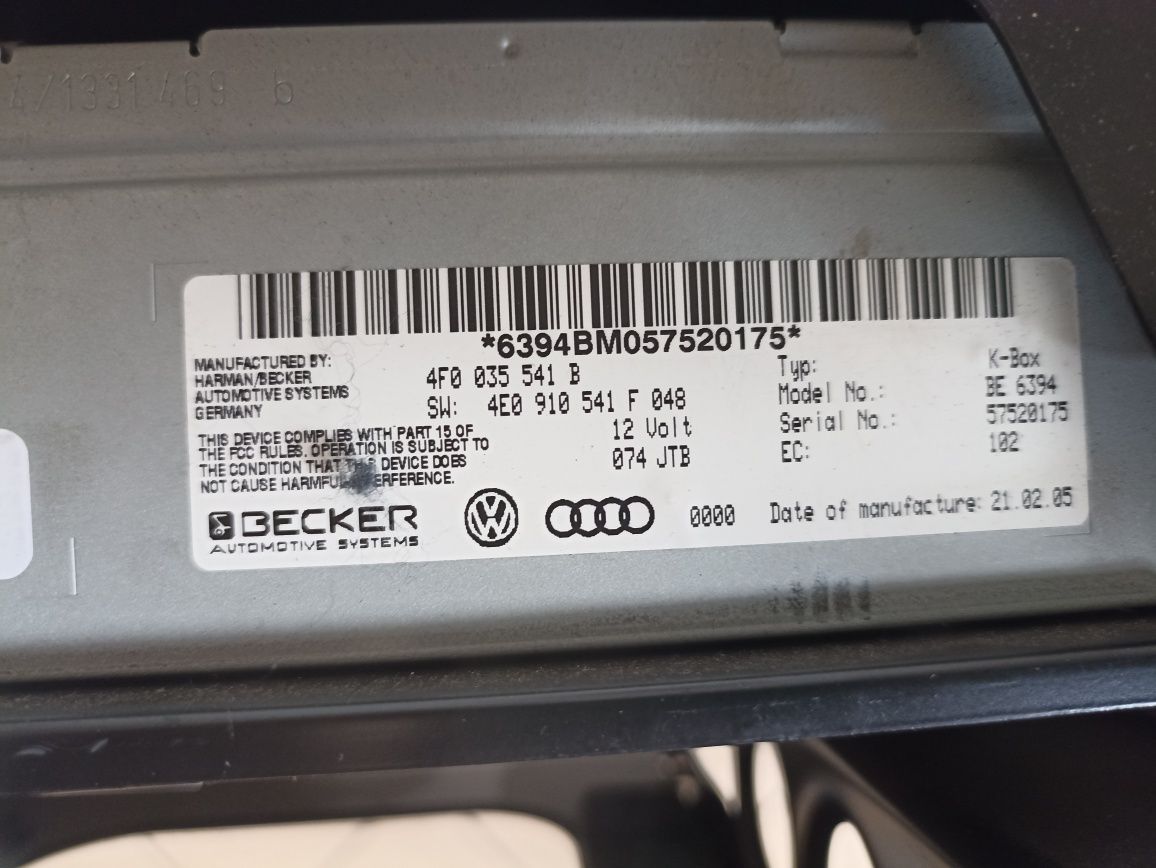 4/1331 469 b
*6394BM057520175*
MANUFACTURED BY:
HARMAN/BECKER
AUTOMOTIVE SYSTEMS
GERMANY
4F0 035 541 B
SW: 4E0 910 541 F 048
12 Volt
074 JTB
Typ: K-Box
Model No.: BE 6394
Serial No.: 57520175
EC: 102
THIS DEVICE COMPLIES WITH PART 15 OF
THE FCC RULES. OPERATION IS SUBJECT TO
THE CONDITION THAT THIS DEVICE DOES
NOT CAUSE HARMFUL INTERFERENCE.
BECKER
AUTOMOTIVE SYSTEMS
0000
Date of manufacture: 21.02.05